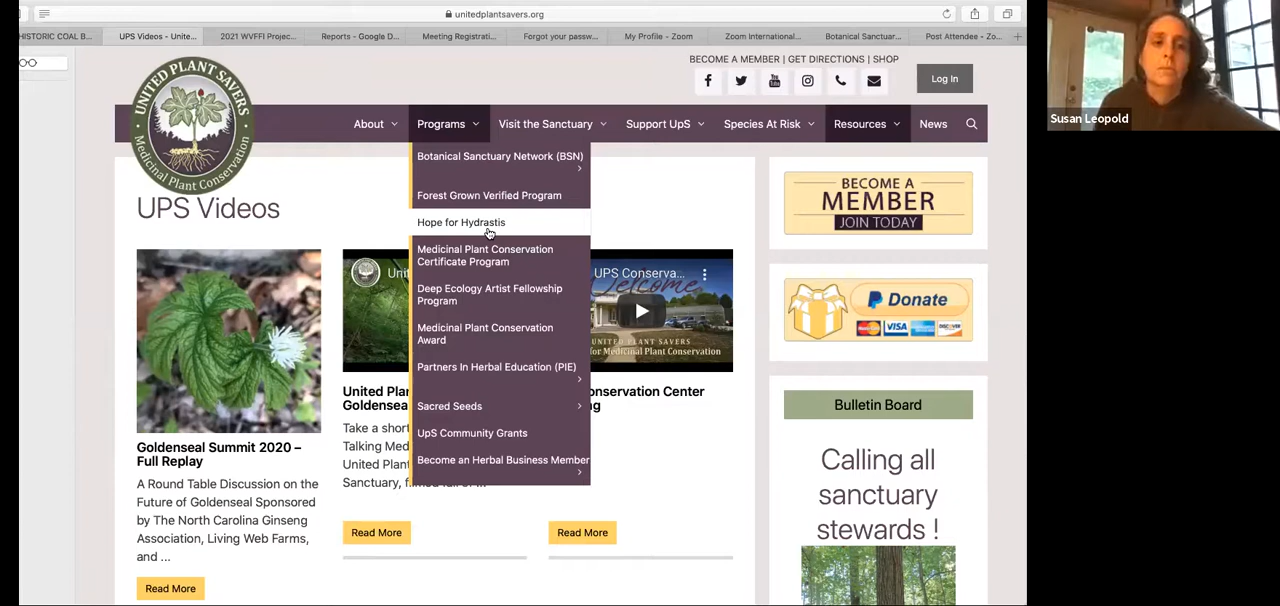 unitedplantsavers.org
HISTORIC COAL B...
UPS Videos - Unite...
2021 WVFFI Projec...
Reports - Google D...
Meeting Registrati...
Forgot your passw...
My Profile - Zoom
Zoom International...
Botanical Sanctuar...
Post Attendee - Zo...
Susan Leopold
UNITED PLANT SAVERS
Medicinal Plant Conservation
BECOME A MEMBER | GET DIRECTIONS | SHOP
Log In
About
Programs
Visit the Sanctuary
Support UpS
Species At Risk
Resources
News
Botanical Sanctuary Network (BSN)
Forest Grown Verified Program
Hope for Hydrastis
Medicinal Plant Conservation
Certificate Program
Deep Ecology Artist Fellowship
Program
Medicinal Plant Conservation
Award
Partners In Herbal Education (PIE)
Sacred Seeds
UpS Community Grants
Become an Herbal Business Member
UPS Videos
Goldenseal Summit 2020 –
Full Replay
A Round Table Discussion on the
Future of Goldenseal Sponsored
by The North Carolina Ginseng
Association, Living Web Farms,
and ...
Read More
Uni
United Plan
Goldensea
Take a short
Talking Med
United Plant
Sanctuary, filmed fall of ...
Read More
UPS Conserva...
Welcome
UNITED PLANT SAVERS
for Medicinal Plant Conservation
onservation Center
g
Read More
BECOME A
MEMBER
JOIN TODAY
Donate
MasterCard
VISA
DISCOVER
Bulletin Board
Calling all
sanctuary
stewards !